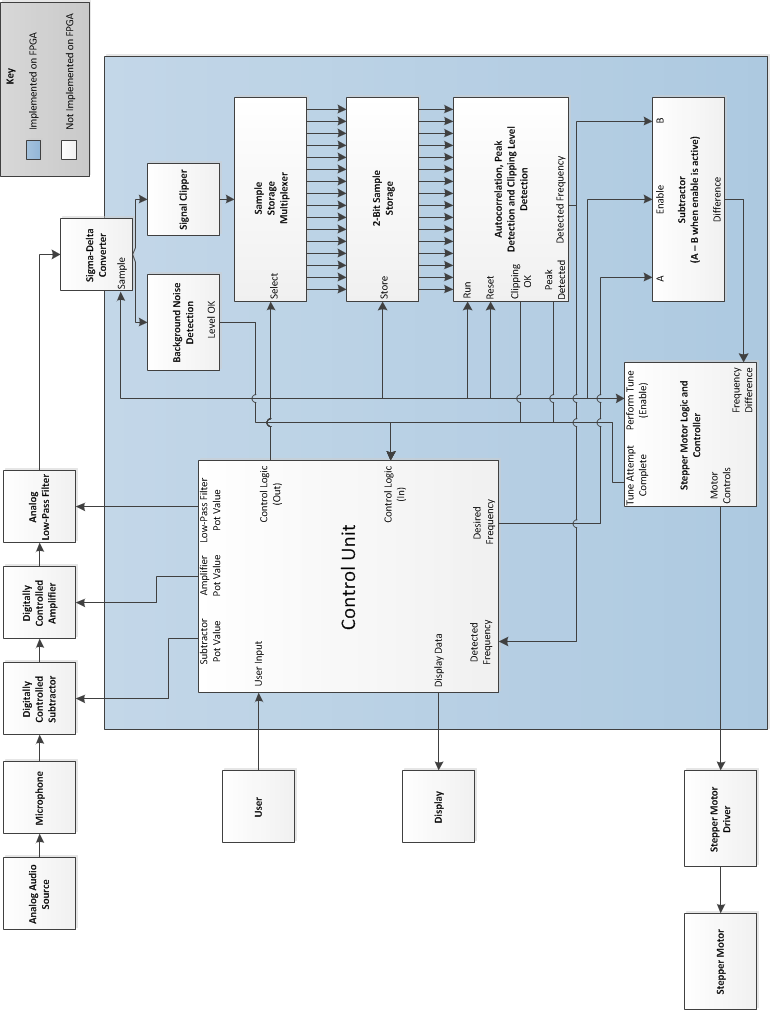 Key
Implemented on FPGA
Not Implemented on FPGA
Analog Audio
Source
Microphone
Digitally
Controlled
Subtractor
Digitally
Controlled
Amplifier
Analog
Low-Pass Filter
Sigma-Delta
Converter
Sample
Background Noise
Detection
Level OK
Signal Clipper
Sample
Storage
Multiplexer
Select
2-Bit Sample
Storage
Store
Autocorrelation, Peak
Detection and Clipping Level
Detection
Run
Reset
Clipping
OK
Peak
Detected
Detected Frequency
Subtractor
Pot Value
Amplifier
Pot Value
Low-Pass Filter
Pot Value
User Input
Control Logic
(Out)
Control Unit
Control Logic
(In)
Display Data
Detected
Frequency
Desired
Frequency
User
Display
A
Enable
B
Subtractor
(A – B when enable is active)
Difference
Tune Attempt
Complete
Perform Tune
(Enable)
Stepper Motor Logic and
Controller
Motor
Controls
Frequency
Difference
Stepper Motor
Driver
Stepper Motor